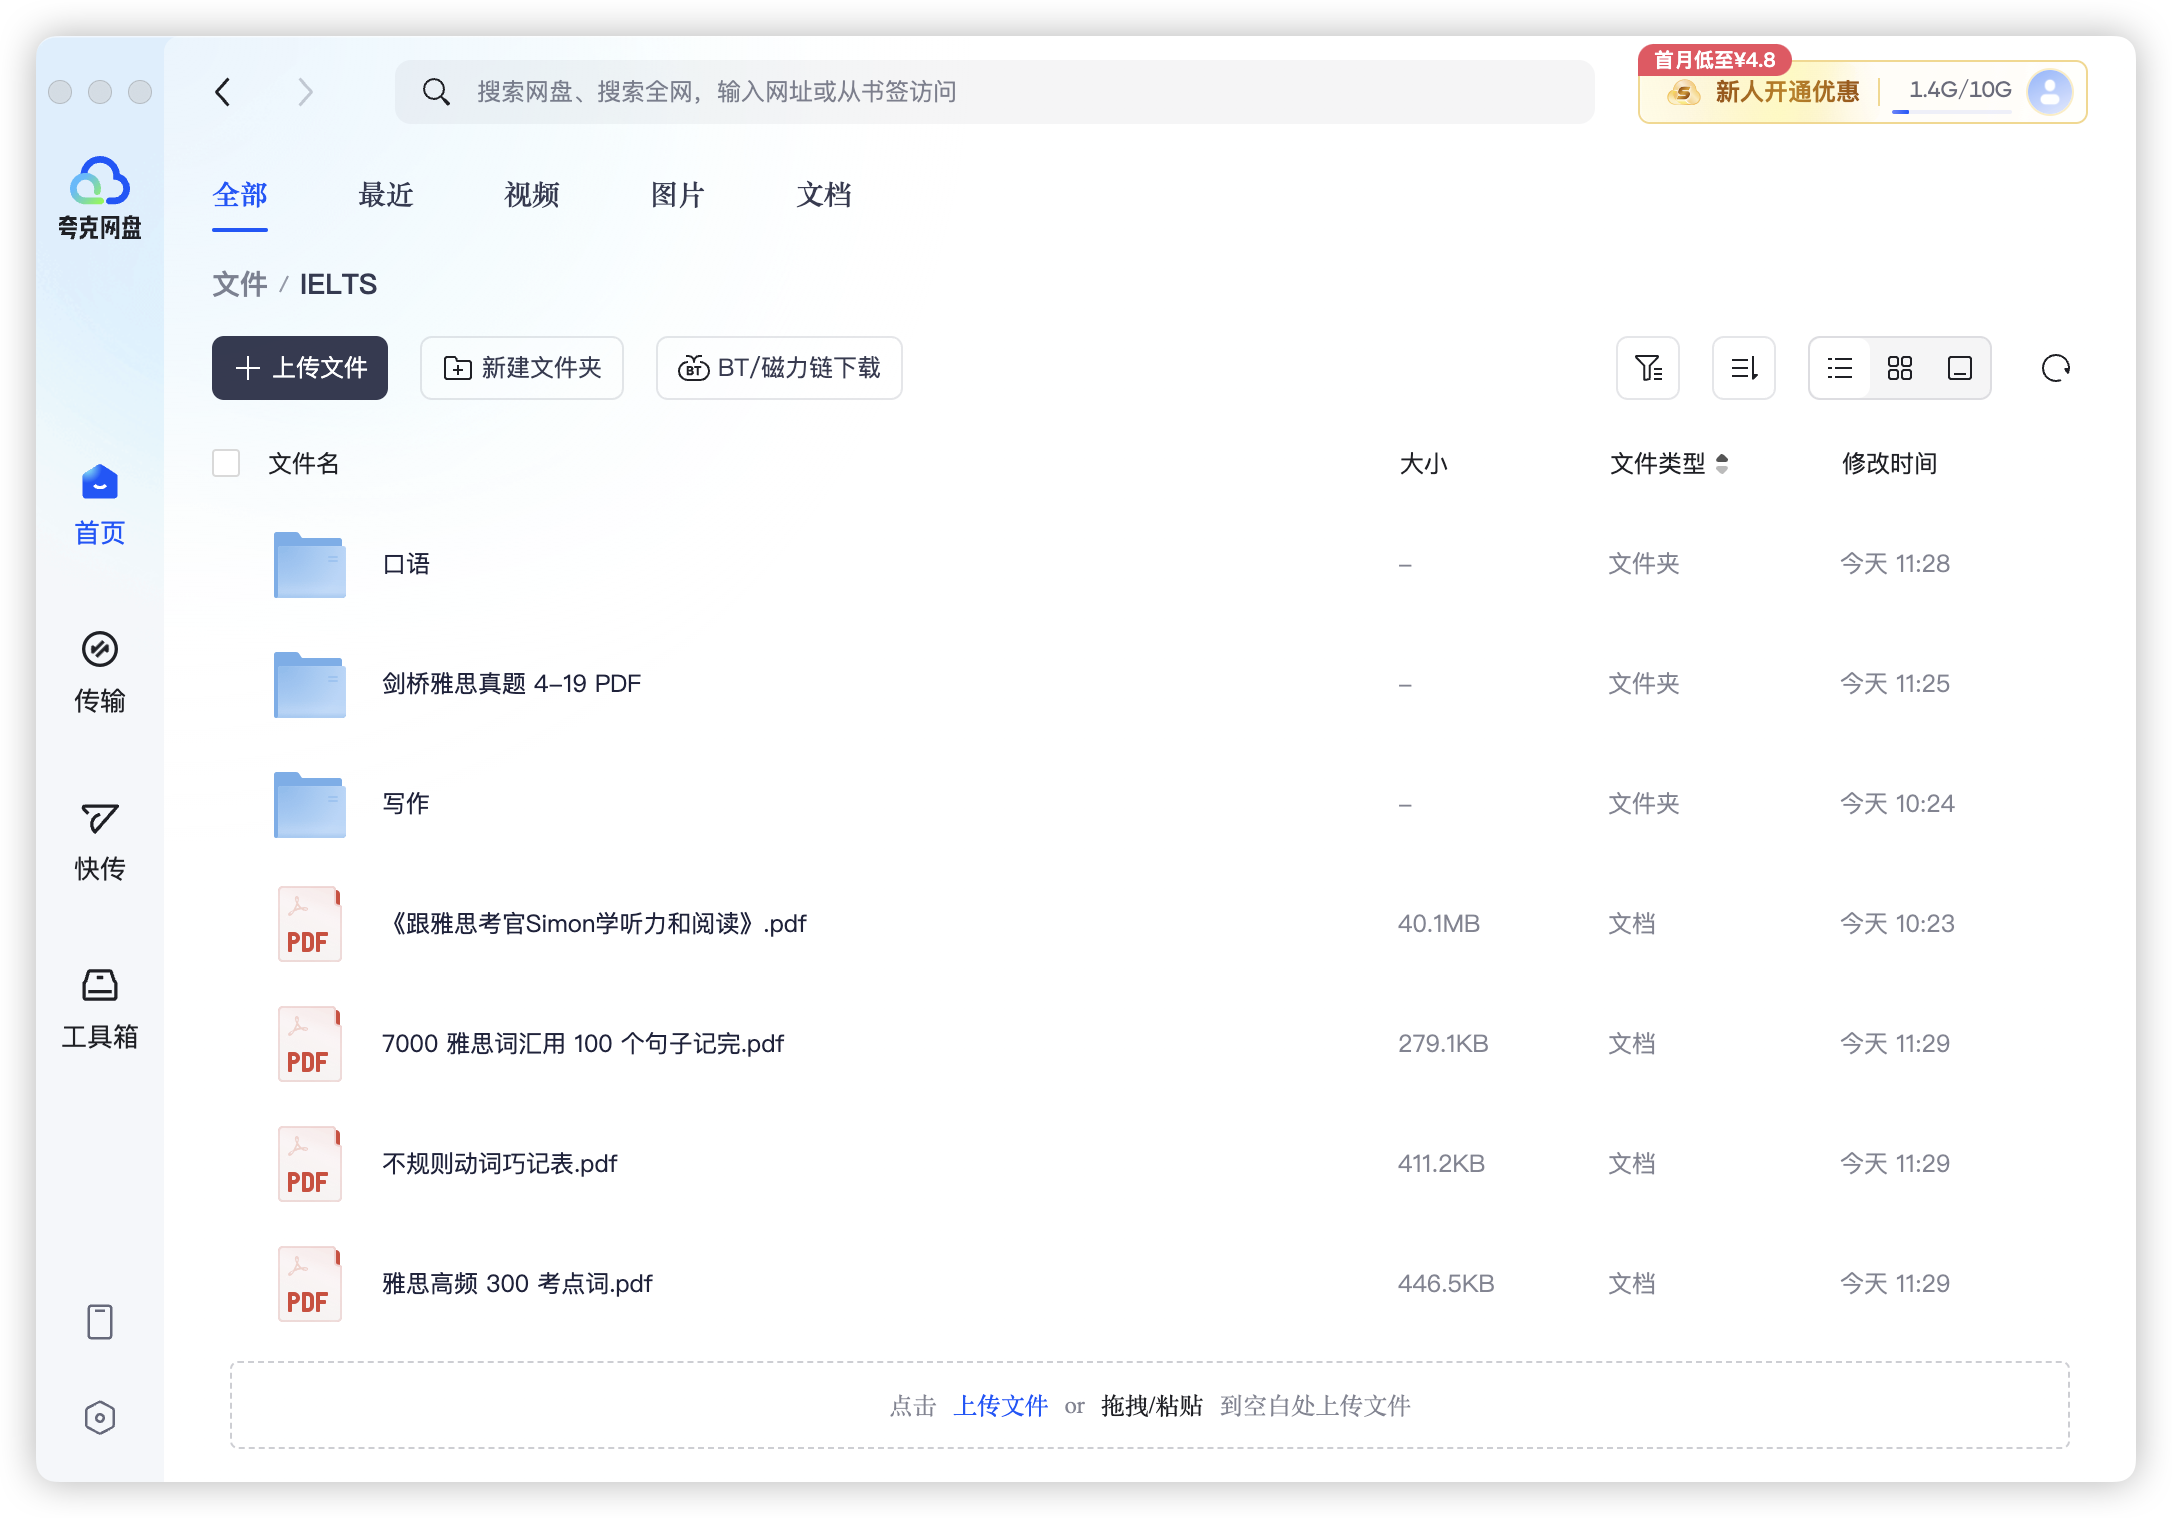 首月低至¥4.8
搜索网盘、搜索全网，输入网址或从书签访问
新人开通优惠
1.4G/10G
夸克网盘
全部 最近 视频 图片 文档
文件 / IELTS
上传文件 新建文件夹 BT BT/磁力链下载
文件名 大小 文件类型 修改时间
首页
口语 – 文件夹 今天 11:28
传输
剑桥雅思真题 4–19 PDF – 文件夹 今天 11:25
写作 – 文件夹 今天 10:24
快传
PDF 《跟雅思考官Simon学听力和阅读》.pdf 40.1MB 文档 今天 10:23
工具箱
PDF 7000 雅思词汇用 100 个句子记完.pdf 279.1KB 文档 今天 11:29
PDF 不规则动词巧记表.pdf 411.2KB 文档 今天 11:29
PDF 雅思高频 300 考点词.pdf 446.5KB 文档 今天 11:29
点击 上传文件 or 拖拽/粘贴 到空白处上传文件